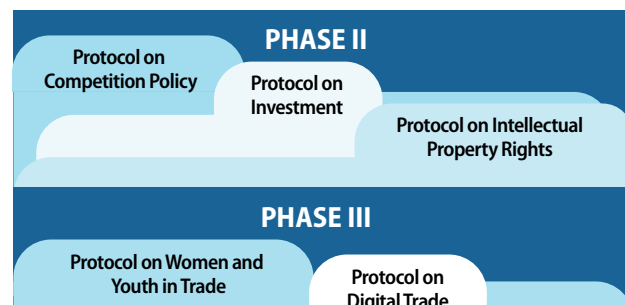 PHASE II
Protocol on
Competition Policy
Protocol on
Investment
Protocol on Intellectual
Property Rights
PHASE III
Protocol on Women and
Youth in Trade
Protocol on
Digital Trade